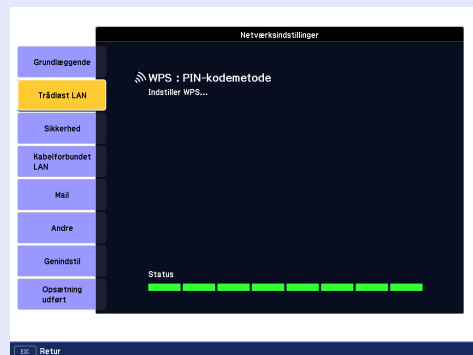 Netværksindstillinger
Grundlæggende
Trådløst LAN
Sikkerhed
Kabelforbundet
LAN
Mail
Andre
Genindstil
Opsætning
udført
WPS : PIN-kodemetode
Indstiller WPS...
Status
ESC Retur